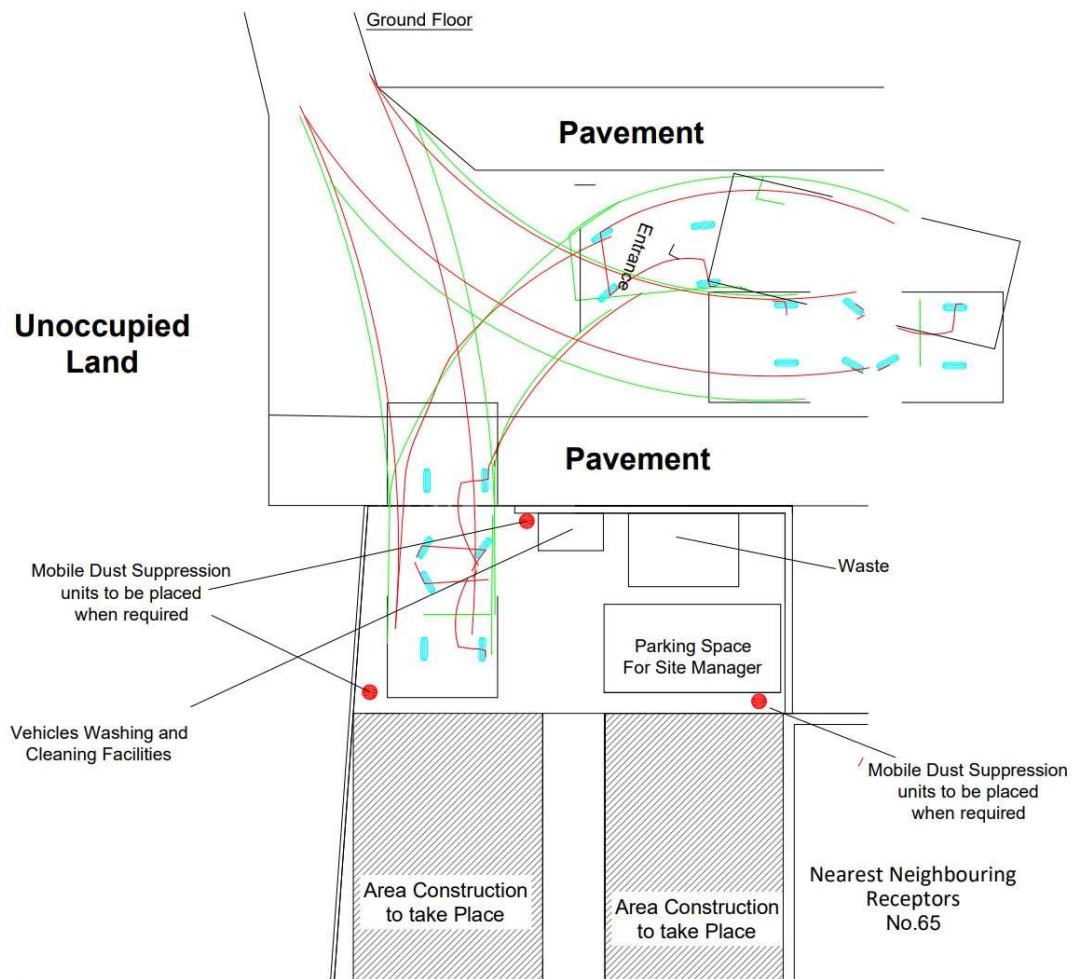 Ground Floor
Pavement
Entrance
Unoccupied
Land
Pavement
Waste
Mobile Dust Suppression
units to be placed
when required
Parking Space
For Site Manager
Vehicles Washing and
Cleaning Facilities
Mobile Dust Suppression
units to be placed
when required
Area Construction
to take Place
Area Construction
to take Place
Nearest Neighbouring
Receptors
No.65